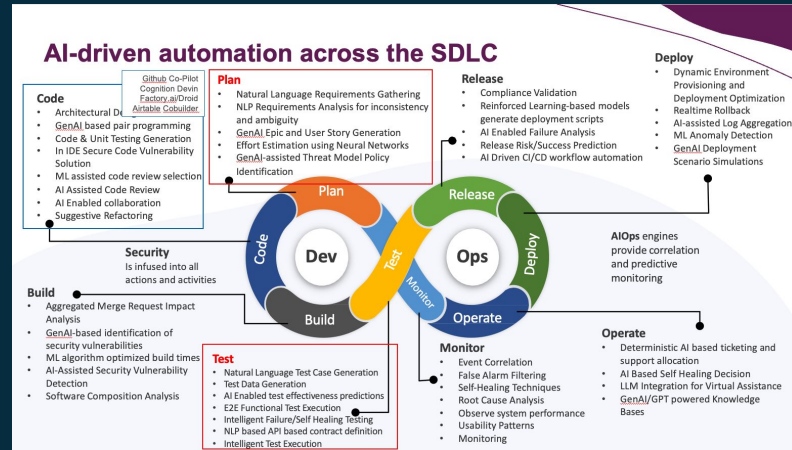 AI-driven automation across the SDLC
Github Co-Pilot
Cognition Devin
Factory.ai/Droid
Airtable Cobuilder
Code
• Architectural De
• GenAI based pair programming
• Code & Unit Testing Generation
• In IDE Secure Code Vulnerability
Solution
• ML assisted code review selection
• AI Assisted Code Review
• AI Enabled collaboration
• Suggestive Refactoring
Plan
• Natural Language Requirements Gathering
• NLP Requirements Analysis for inconsistency
and ambiguity
• GenAI Epic and User Story Generation
• Effort Estimation using Neural Networks
• GenAI-assisted Threat Model Policy
Identification
Release
• Compliance Validation
• Reinforced Learning-based models
generate deployment scripts
• AI Enabled Failure Analysis
• Release Risk/Success Prediction
• AI Driven CI/CD workflow automation
Deploy
• Dynamic Environment
Provisioning and
Deployment Optimization
• Realtime Rollback
• AI-assisted Log Aggregation
• ML Anomaly Detection
• GenAI Deployment
Scenario Simulations
Plan
Code
Dev
Build
Test
Release
Deploy
Ops
Monitor
Operate
Security
Is infused into all
actions and activities
AIOps engines
provide correlation
and predictive
monitoring
Build
• Aggregated Merge Request Impact
Analysis
• GenAI-based identification of
security vulnerabilities
• ML algorithm optimized build times
• AI-Assisted Security Vulnerability
Detection
• Software Composition Analysis
Test
• Natural Language Test Case Generation
• Test Data Generation
• AI Enabled test effectiveness predictions
• E2E Functional Test Execution
• Intelligent Failure/Self Healing Testing
• NLP based API based contract definition
• Intelligent Test Execution
Monitor
• Event Correlation
• False Alarm Filtering
• Self-Healing Techniques
• Root Cause Analysis
• Observe system performance
• Usability Patterns
• Monitoring
Operate
• Deterministic AI based ticketing and
support allocation
• AI Based Self Healing Decision
• LLM Integration for Virtual Assistance
• GenAI/GPT powered Knowledge
Bases